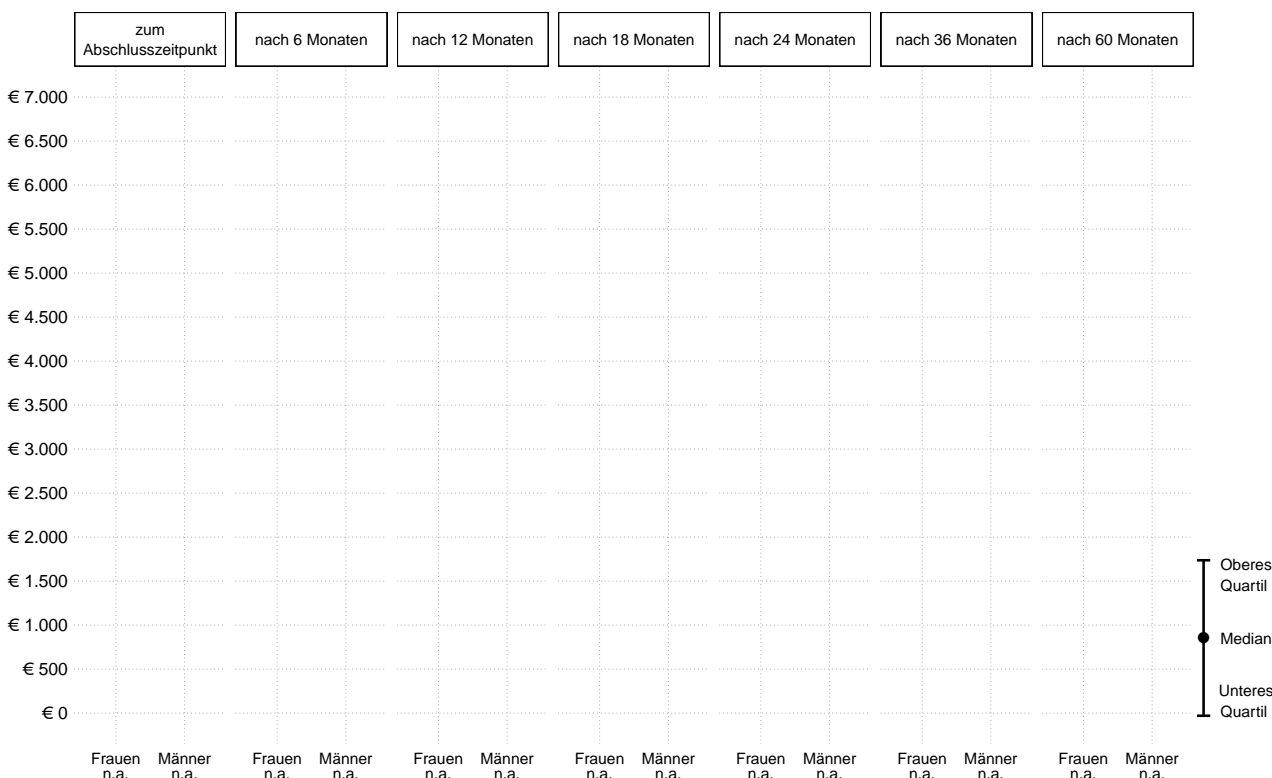 zum
Abschlusszeitpunkt
nach 6 Monaten
nach 12 Monaten
nach 18 Monaten
nach 24 Monaten
nach 36 Monaten
nach 60 Monaten
€ 7.000
€ 6.500
€ 6.000
€ 5.500
€ 5.000
€ 4.500
€ 4.000
€ 3.500
€ 3.000
€ 2.500
€ 2.000
€ 1.500
€ 1.000
€ 500
€ 0
Oberes
Quartil
Median
Unteres
Quartil
Frauen Männer Frauen Männer Frauen Männer Frauen Männer Frauen Männer Frauen Männer Frauen Männer
n.a. n.a. n.a. n.a. n.a. n.a. n.a. n.a. n.a. n.a. n.a. n.a. n.a. n.a.